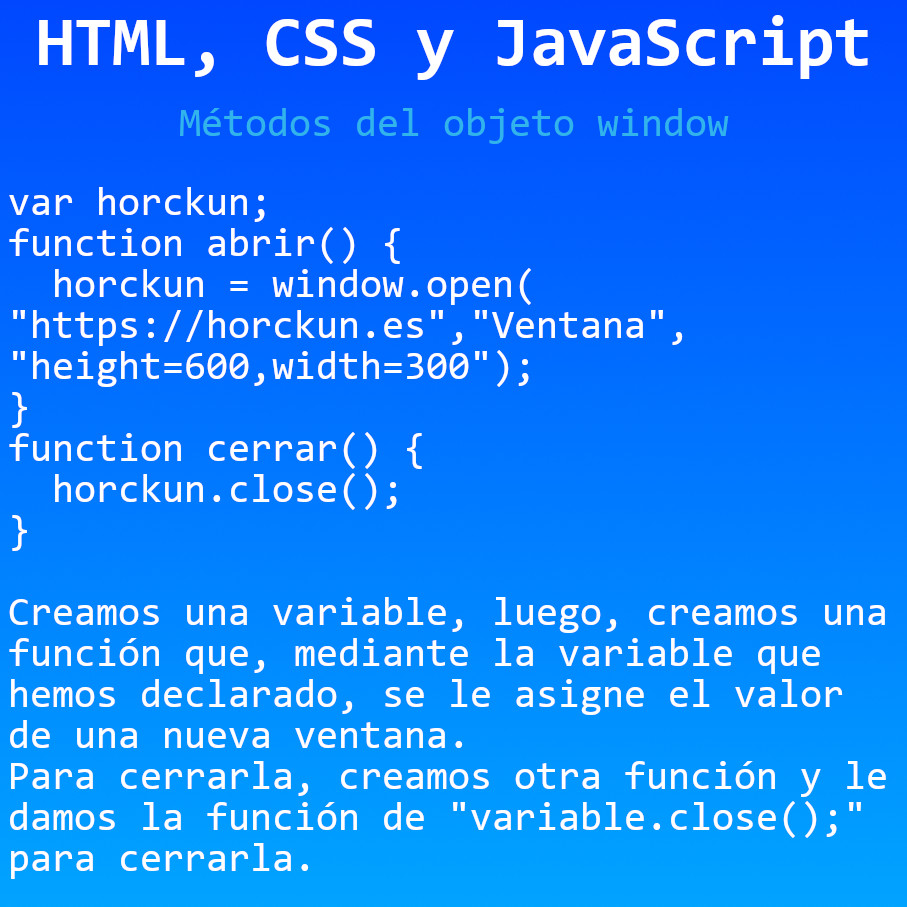 HTML, CSS y JavaScript
Métodos del objeto window
var horckun;
function abrir() {
  horckun = window.open(
"https://horckun.es","Ventana",
"height=600,width=300");
}
function cerrar() {
  horckun.close();
}
Creamos una variable, luego, creamos una
función que, mediante la variable que
hemos declarado, se le asigne el valor
de una nueva ventana.
Para cerrarla, creamos otra función y le
damos la función de "variable.close();"
para cerrarla.